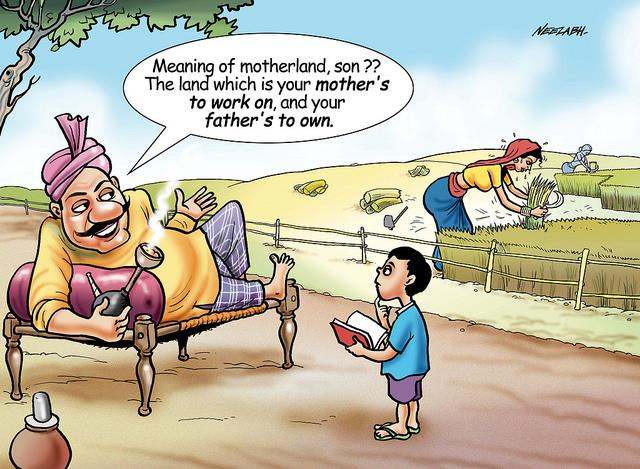 NEELABH.
Meaning of motherland, son ??
The land which is your mother's
to work on, and your
father's to own.